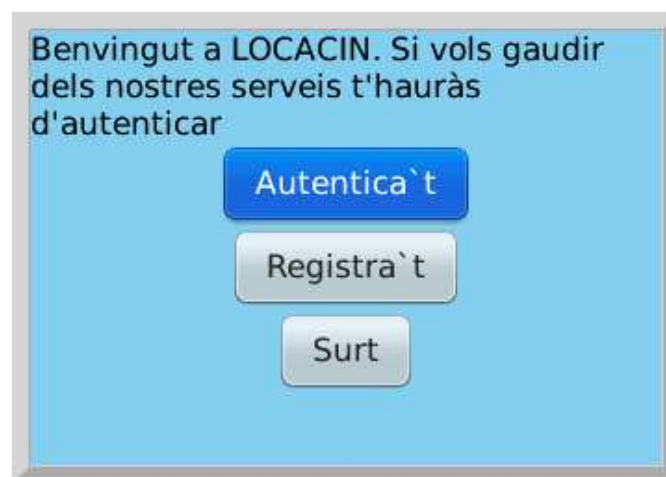 Benvingut a LOCACIN. Si vols gaudir
dels nostres serveis t'hauràs
d'autenticar
Autentica`t
Registra`t
Surt